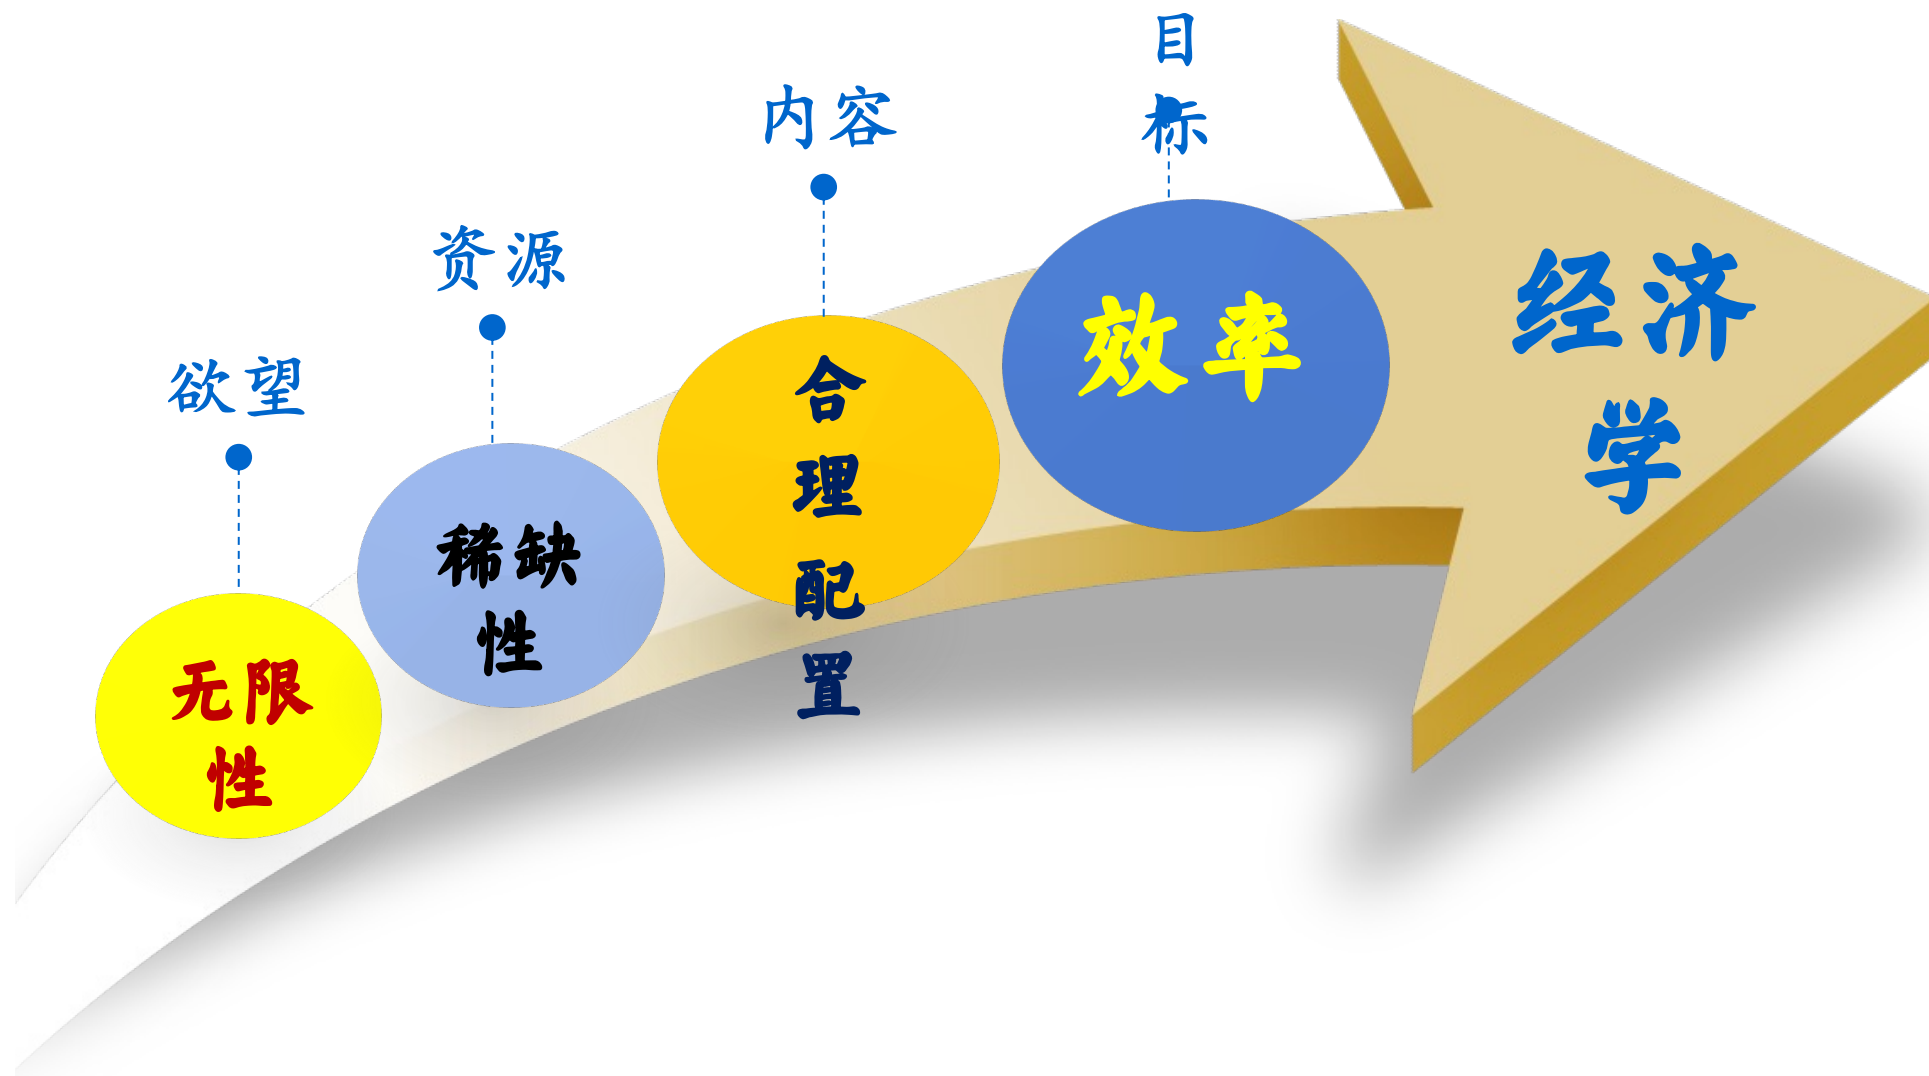 目
标
内容
资源
欲望
经济
学
效率
合
理
配
置
稀缺
性
无限
性